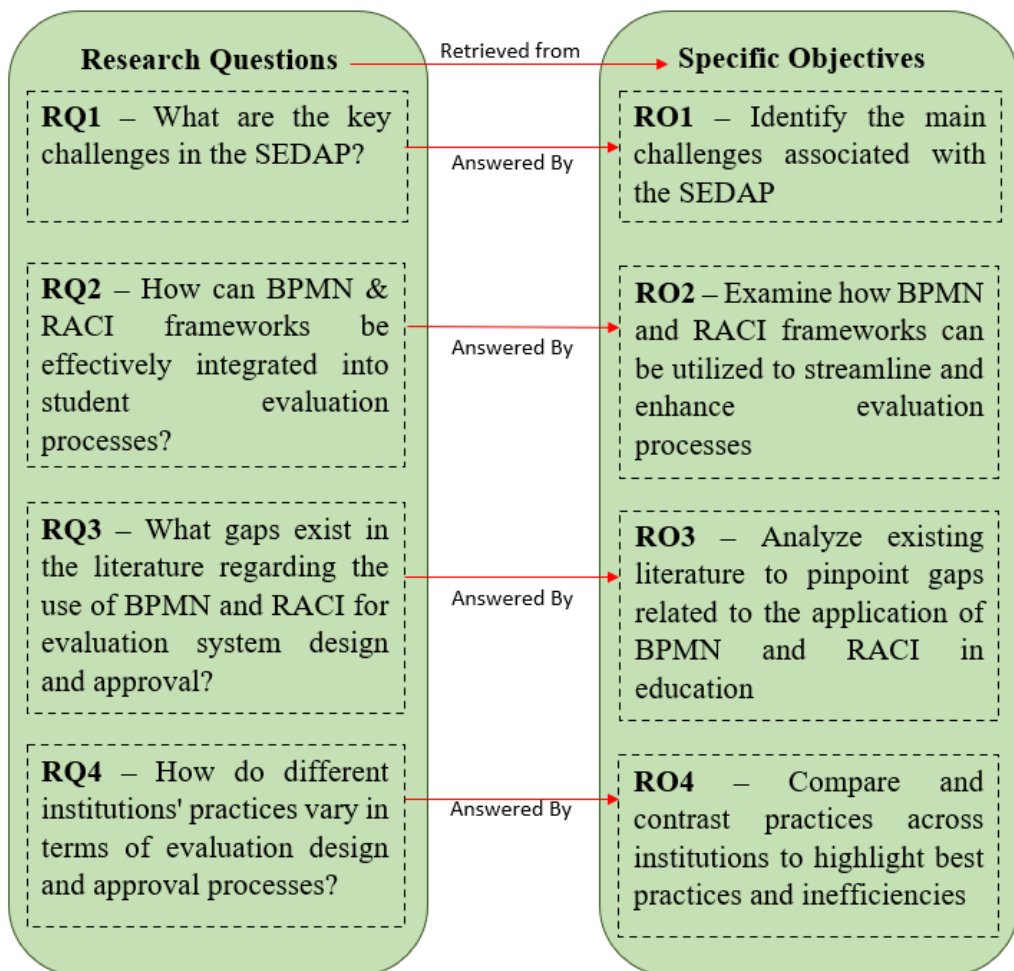 Research Questions
Retrieved from
Specific Objectives
RQ1 – What are the key
challenges in the SEDAP?
Answered By
RO1 – Identify the main
challenges associated with
the SEDAP
RQ2 – How can BPMN &
RACI frameworks be
effectively integrated into
student evaluation
processes?
Answered By
RO2 – Examine how BPMN
and RACI frameworks can
be utilized to streamline and
enhance evaluation
processes
RQ3 – What gaps exist in
the literature regarding the
use of BPMN and RACI for
evaluation system design
and approval?
Answered By
RO3 – Analyze existing
literature to pinpoint gaps
related to the application of
BPMN and RACI in
education
RQ4 – How do different
institutions' practices vary in
terms of evaluation design
and approval processes?
Answered By
RO4 – Compare and
contrast practices across
institutions to highlight best
practices and inefficiencies